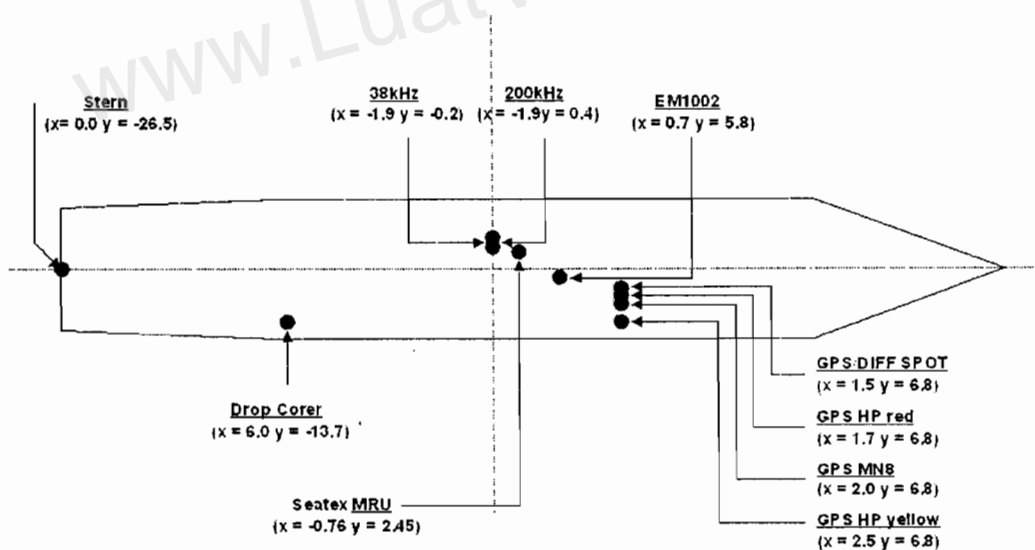 www.Luat
Stern
(x= 0.0 y = -26.5)
38kHz
(x = -1.9 y = -0.2)
200kHz
(x = -1.9y = 0.4)
EM1002
(x = 0.7 y = 5.8)
GPS DIFF SPOT
(x = 1.5 y = 6.8)
GPS HP red
(x = 1.7 y = 6.8)
GPS MN8
(x = 2.0 y = 6.8)
GPS HP yellow
(x = 2.5 y = 6.8)
Drop Corer
(x = 6.0 y = -13.7)
Seatex MRU
(x = -0.76 y = 2.45)